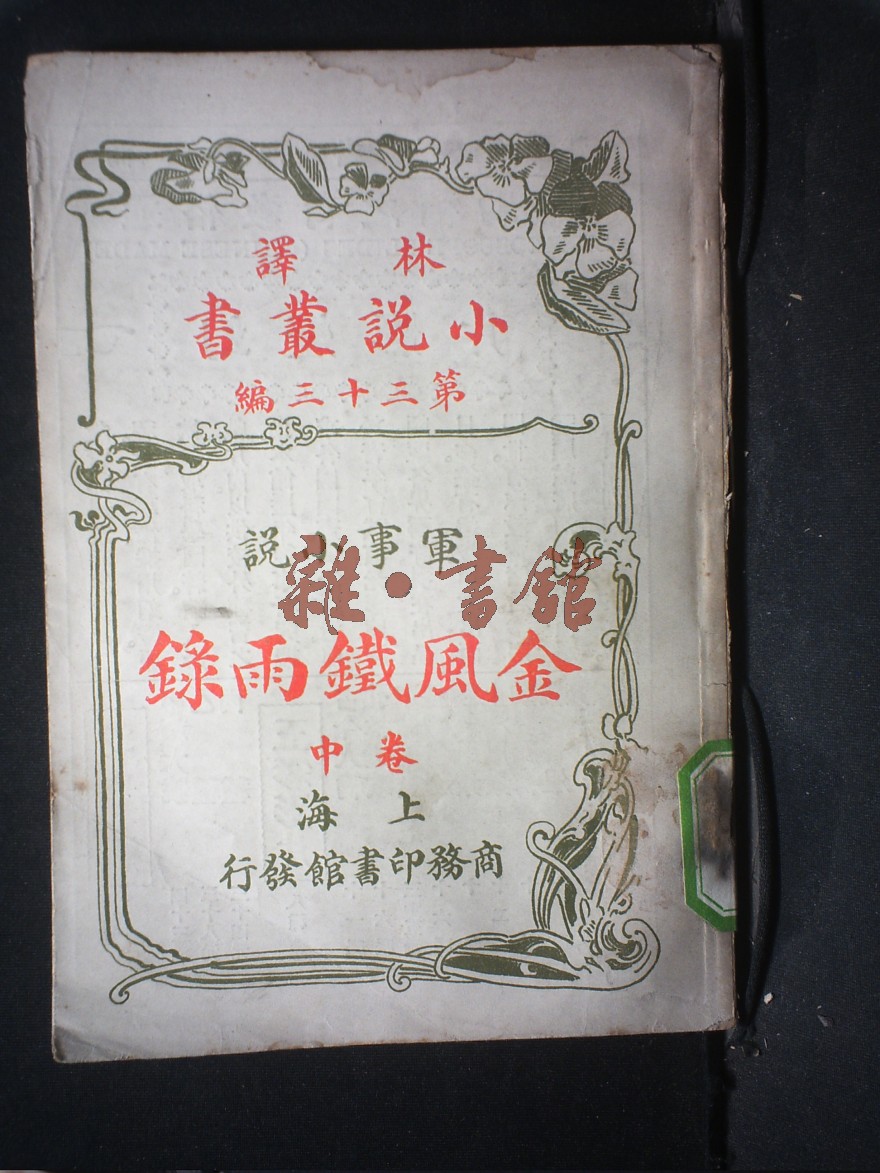 林譯
小說叢書
第三十三編
軍事小說
雜·書館
金風鐵雨錄
卷中
上海
商務印書館發行